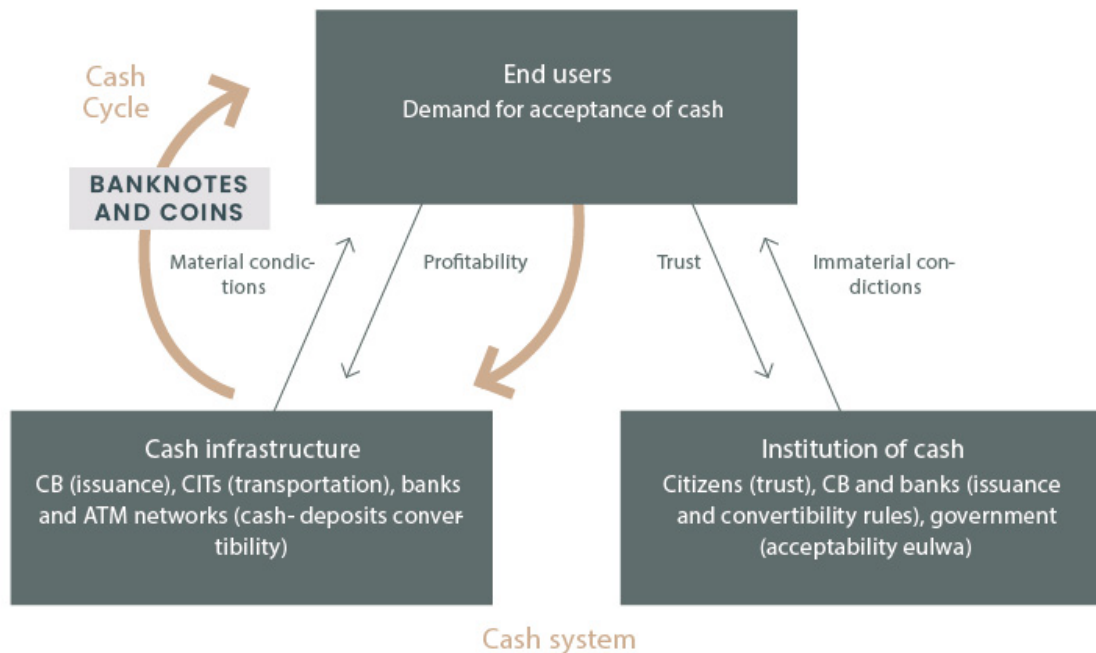 End users
Demand for acceptance of cash
Cash
Cycle
BANKNOTES
AND COINS
Material condic-
tions
Profitability
Trust
Immaterial con-
dictions
Cash infrastructure
CB (issuance), CITs (transportation), banks
and ATM networks (cash- deposits conver-
tibility)
Institution of cash
Citizens (trust), CB and banks (issuance
and convertibility rules), government
(acceptability eulwa)
Cash system